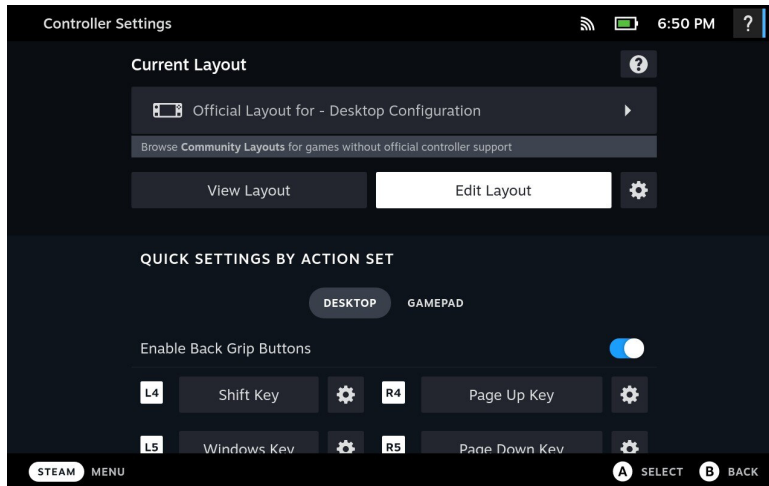 Controller Settings
6:50 PM
?
Current Layout
?
Official Layout for - Desktop Configuration
Browse Community Layouts for games without official controller support
View Layout
Edit Layout
QUICK SETTINGS BY ACTION SET
DESKTOP GAMEPAD
Enable Back Grip Buttons
L4 Shift Key R4 Page Up Key
L5 Windows Key R5 Page Down Key
STEAM MENU A SELECT B BACK